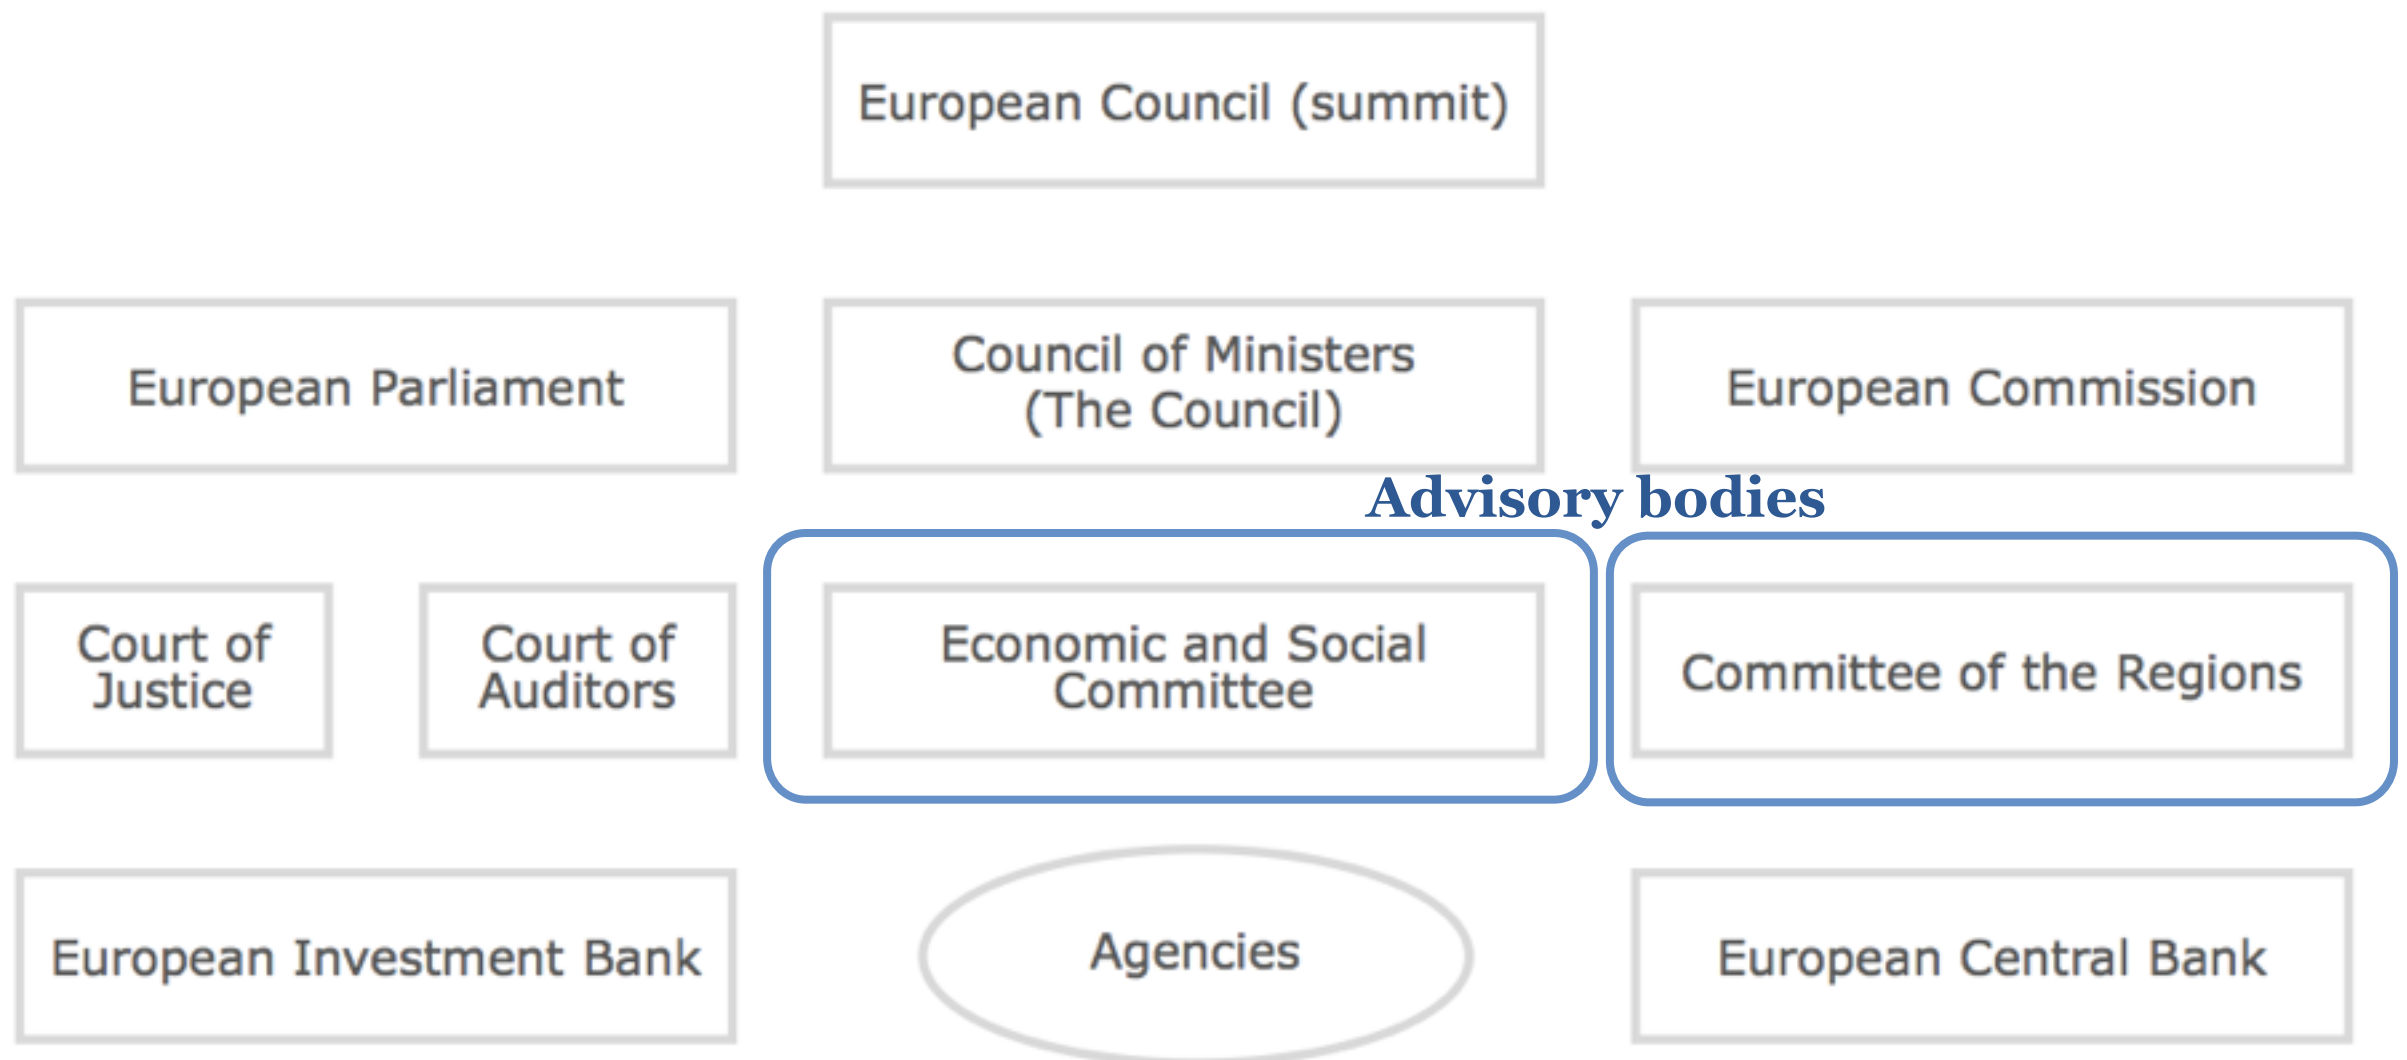 European Council (summit)
European Parliament
Council of Ministers
(The Council)
European Commission
Advisory bodies
Court of
Justice
Court of
Auditors
Economic and Social
Committee
Committee of the Regions
European Investment Bank
Agencies
European Central Bank